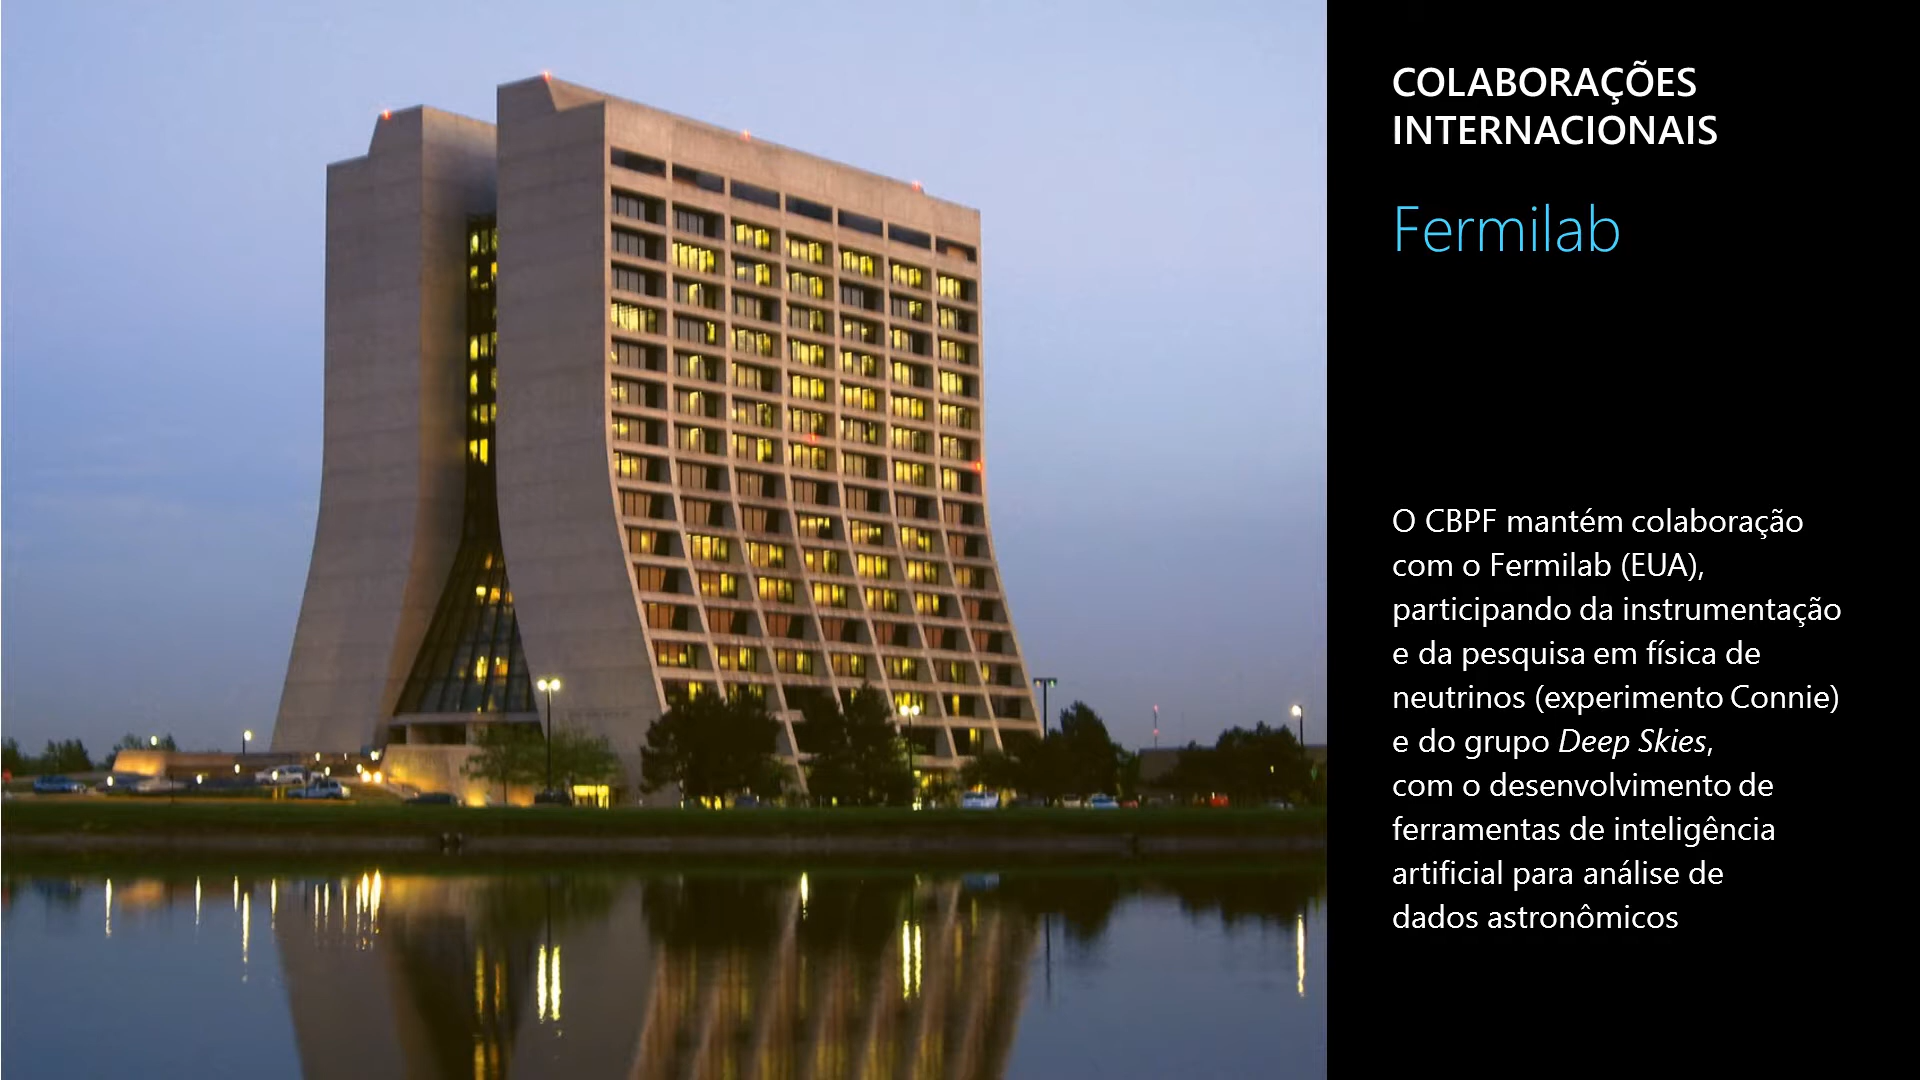 COLABORAÇÕES
INTERNACIONAIS
Fermilab
O CBPF mantém colaboração
com o Fermilab (EUA),
participando da instrumentação
e da pesquisa em física de
neutrinos (experimento Connie)
e do grupo Deep Skies,
com o desenvolvimento de
ferramentas de inteligência
artificial para análise de
dados astronômicos